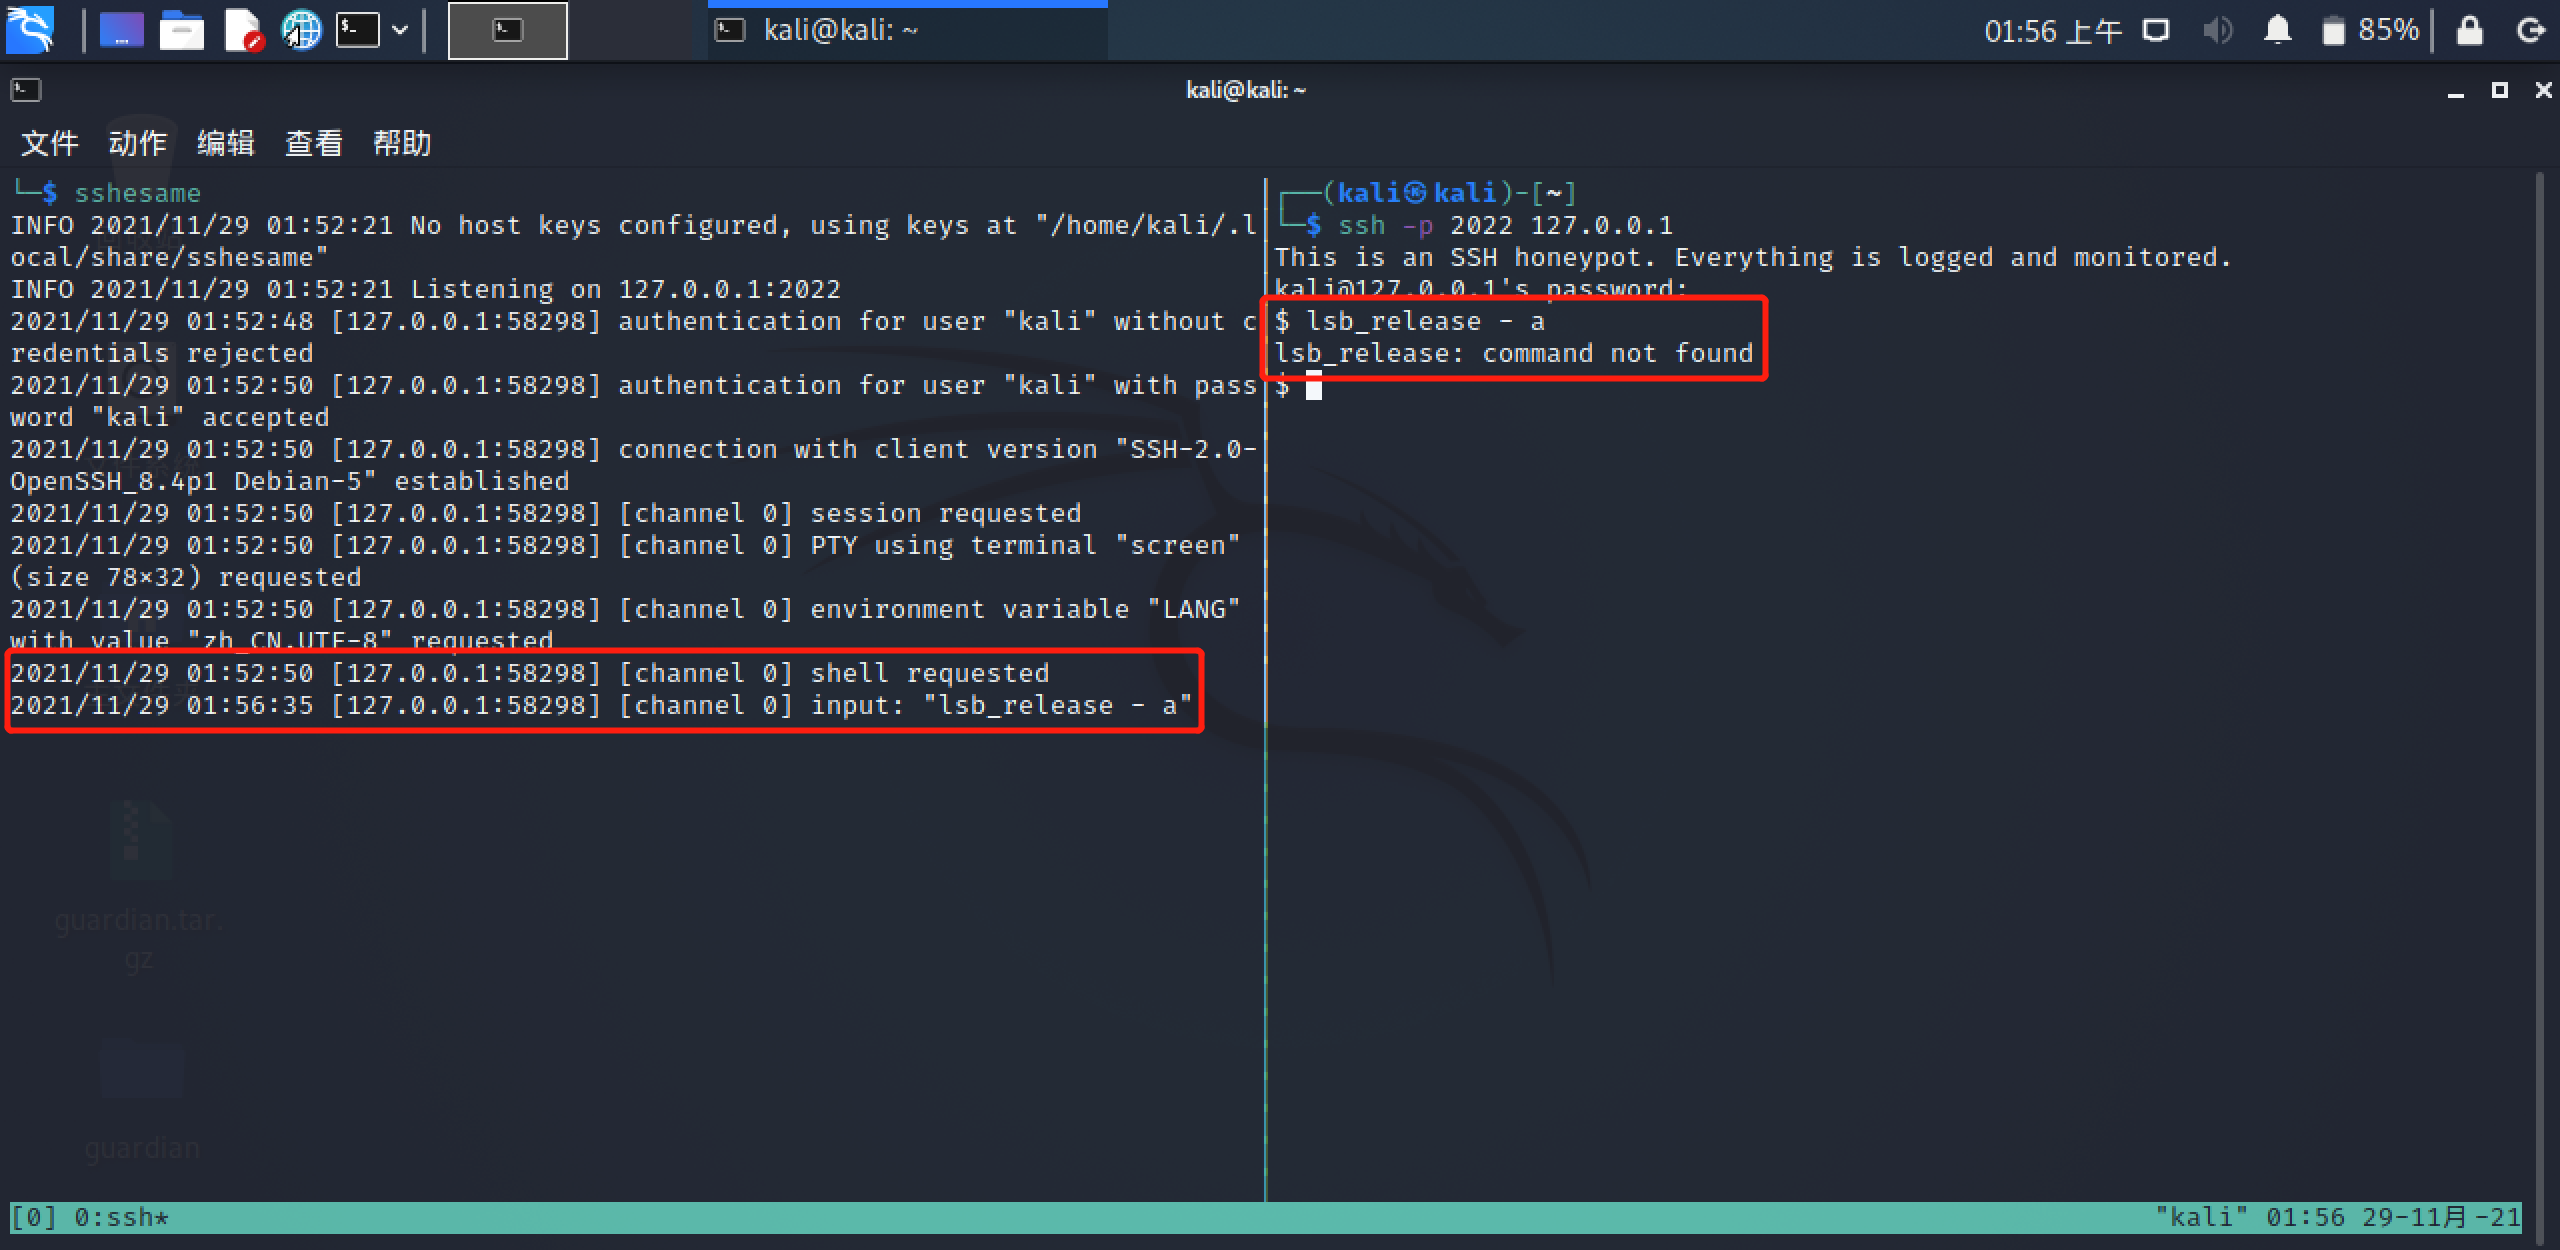 kali@kali: ~
01:56 上午
85%
kali@kali: ~
文件 动作 编辑 查看 帮助
└─$ sshesame
INFO 2021/11/29 01:52:21 No host keys configured, using keys at "/home/kali/.l
ocal/share/sshesame"
INFO 2021/11/29 01:52:21 Listening on 127.0.0.1:2022
2021/11/29 01:52:48 [127.0.0.1:58298] authentication for user "kali" without c
redentials rejected
2021/11/29 01:52:50 [127.0.0.1:58298] authentication for user "kali" with pass
word "kali" accepted
2021/11/29 01:52:50 [127.0.0.1:58298] connection with client version "SSH-2.0-
OpenSSH_8.4p1 Debian-5" established
2021/11/29 01:52:50 [127.0.0.1:58298] [channel 0] session requested
2021/11/29 01:52:50 [127.0.0.1:58298] [channel 0] PTY using terminal "screen"
(size 78×32) requested
2021/11/29 01:52:50 [127.0.0.1:58298] [channel 0] environment variable "LANG"
with value "zh_CN.UTF-8" requested
2021/11/29 01:52:50 [127.0.0.1:58298] [channel 0] shell requested
2021/11/29 01:56:35 [127.0.0.1:58298] [channel 0] input: "lsb_release - a"
┌──(kali㉿kali)-[~]
└─$ ssh -p 2022 127.0.0.1
This is an SSH honeypot. Everything is logged and monitored.
kali@127.0.0.1's password:
$ lsb_release - a
lsb_release: command not found
$
guardian.tar.
gz
guardian
[0] 0:ssh*
"kali" 01:56 29-11月-21